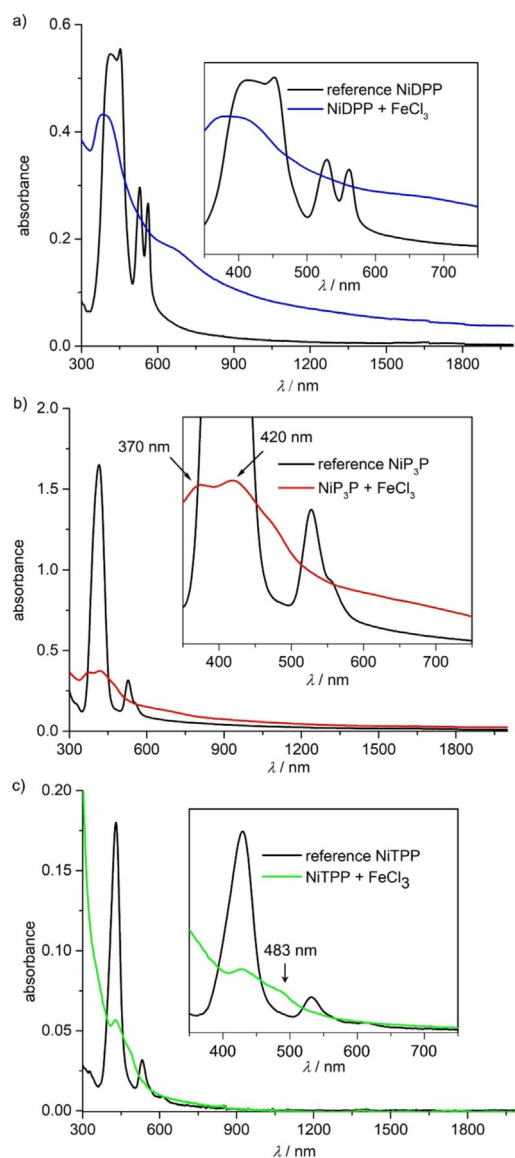 a)
0.6
0.4
0.2
0.0
absorbance
reference NiDPP
NiDPP + FeCl₃
400 500 600 700
λ / nm
300 600 900 1200 1500 1800
λ / nm
b)
2.0
1.5
1.0
0.5
0.0
absorbance
370 nm
420 nm
reference NiP₃P
NiP₃P + FeCl₃
400 500 600 700
λ / nm
300 600 900 1200 1500 1800
λ / nm
c)
0.20
0.15
0.10
0.05
0.00
absorbance
reference NiTPP
NiTPP + FeCl₃
483 nm
400 500 600 700
λ / nm
300 600 900 1200 1500 1800
λ / nm